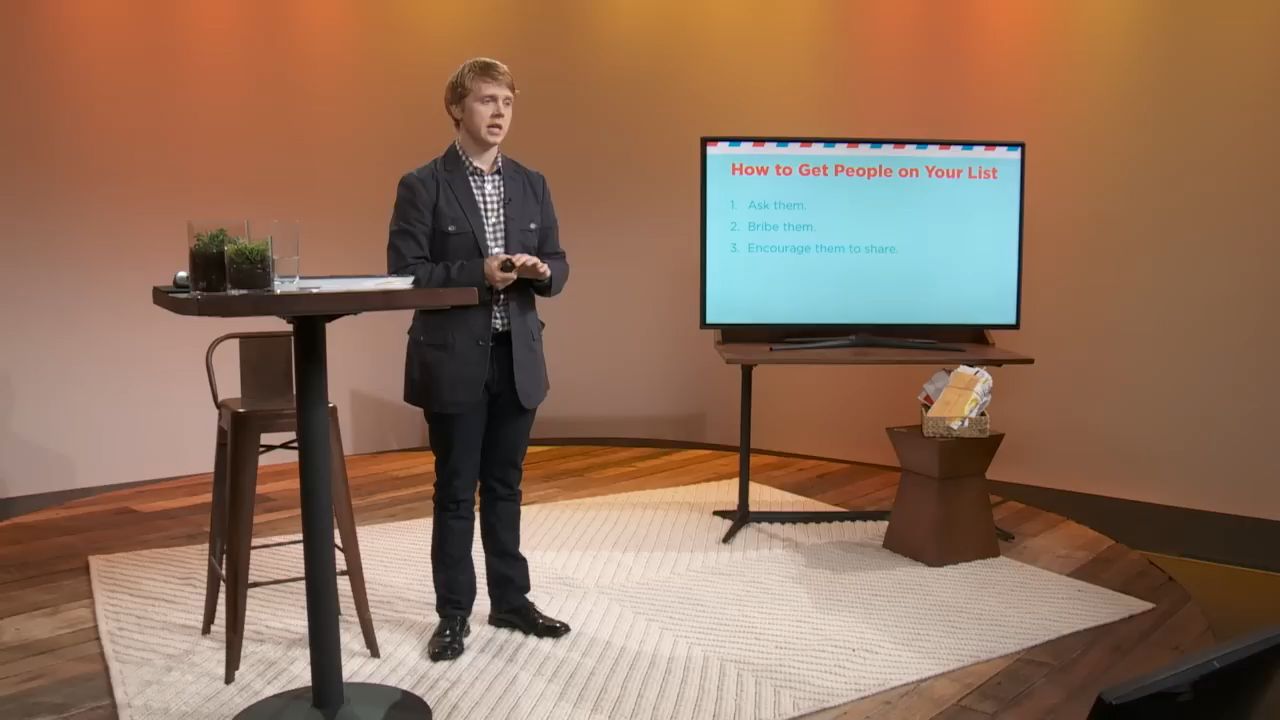 How to Get People on Your List
1. Ask them.
2. Bribe them.
3. Encourage them to share.